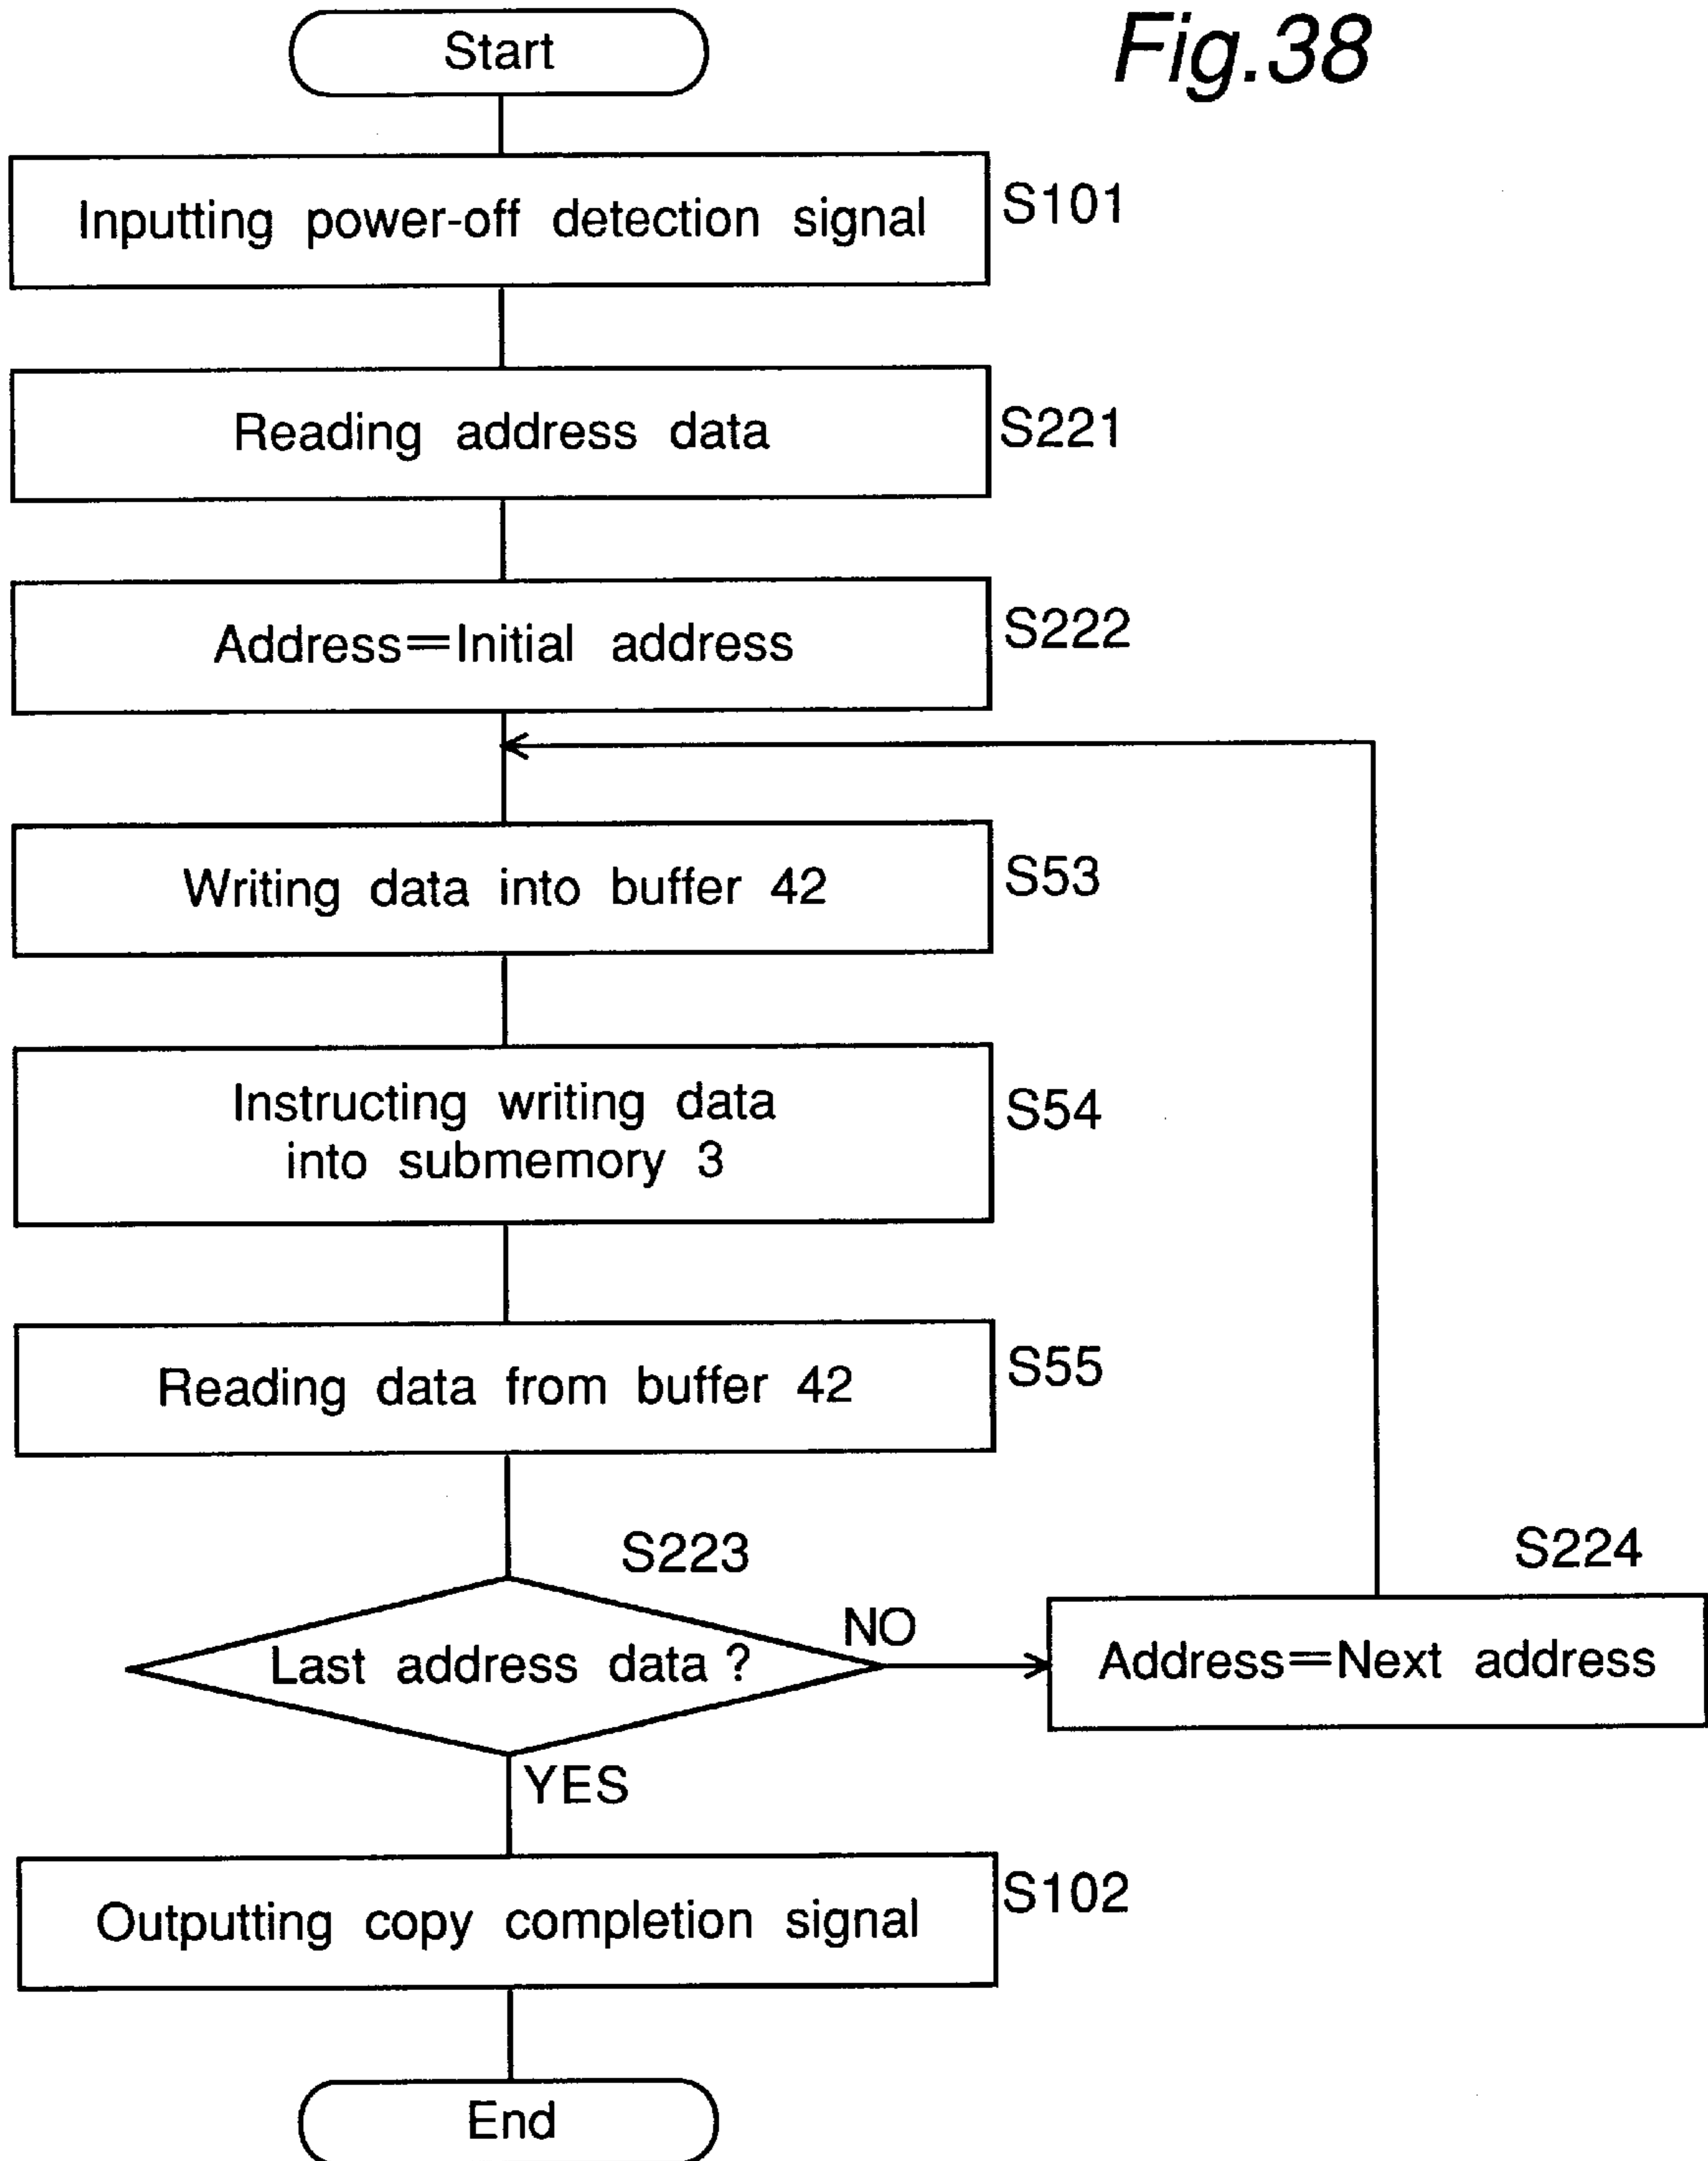 Fig.38
Start
Inputting power-off detection signal
S101
Reading address data
S221
Address=Initial address
S222
Writing data into buffer 42
S53
Instructing writing data
into submemory 3
S54
Reading data from buffer 42
S55
S223
Last address data ?
NO
S224
Address=Next address
YES
Outputting copy completion signal
S102
End